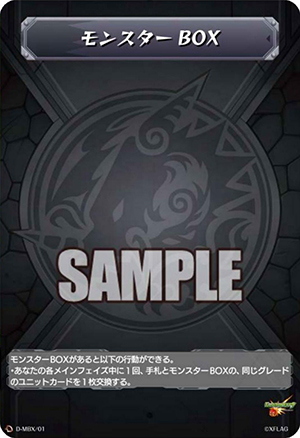 モンスターBOX
SAMPLE
モンスターBOXがあると以下の行動ができる。
・あなたの各メインフェイズ中に1回、手札とモンスターBOXの、同じグレード
のユニットカードを1枚交換する。
D-MBX/01
©XFLAG